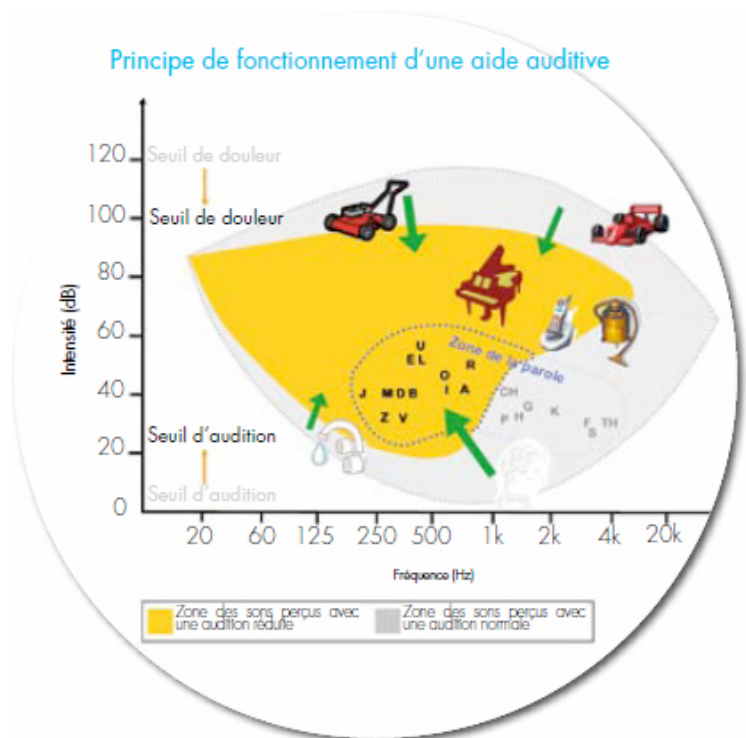 Principe de fonctionnement d'une aide auditive
120
Seuil de douleur
100
Seuil de douleur
80
60
40
20
0
Intensité (dB)
Seuil d'audition
Seuil d'audition
Zone de la parole
U
E L
R
O
J M D B I A
Z V
CH
G K
P H
F TH
S
20 60 125 250 500 1k 2k 4k 20k
Fréquence (Hz)
Zone des sons perçus avec
une audition réduite
Zone des sons perçus avec
une audition normale